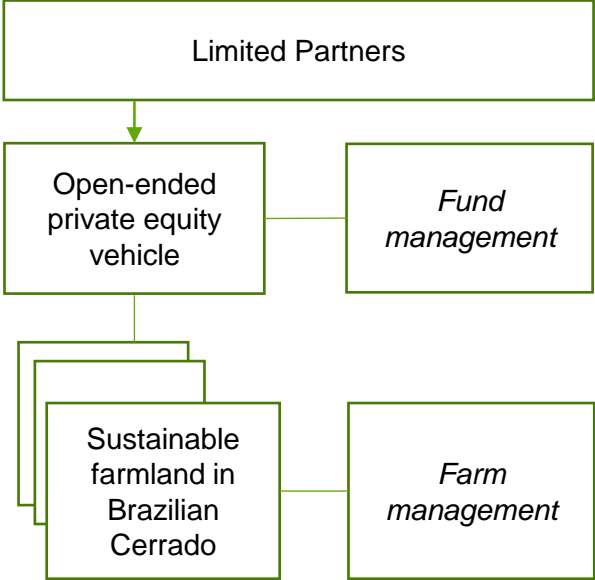 Limited Partners
Open-ended
private equity
vehicle
Fund
management
Sustainable
farmland in
Brazilian
Cerrado
Farm
management